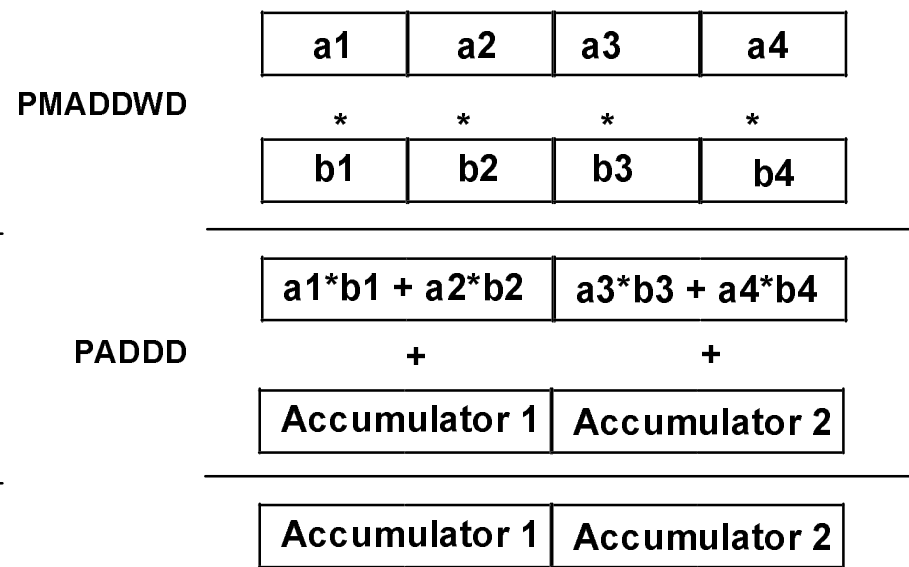 a1 a2 a3 a4
PMADDWD
* * * *
b1 b2 b3 b4
a1*b1 + a2*b2 a3*b3 + a4*b4
PADDD + +
Accumulator 1 Accumulator 2
Accumulator 1 Accumulator 2